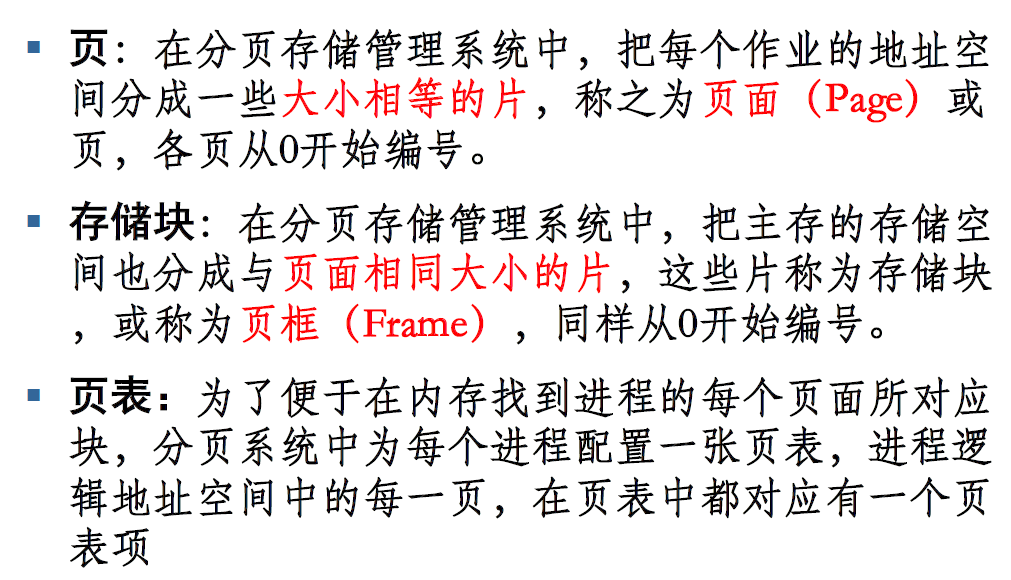 ▪ 页：在分页存储管理系统中，把每个作业的地址空
间分成一些大小相等的片，称之为页面（Page）或
页，各页从0开始编号。
▪ 存储块：在分页存储管理系统中，把主存的存储空
间也分成与页面相同大小的片，这些片称为存储块
，或称为页框（Frame），同样从0开始编号。
▪ 页表：为了便于在内存找到进程的每个页面所对应
块，分页系统中为每个进程配置一张页表，进程逻
辑地址空间中的每一页，在页表中都对应有一个页
表项